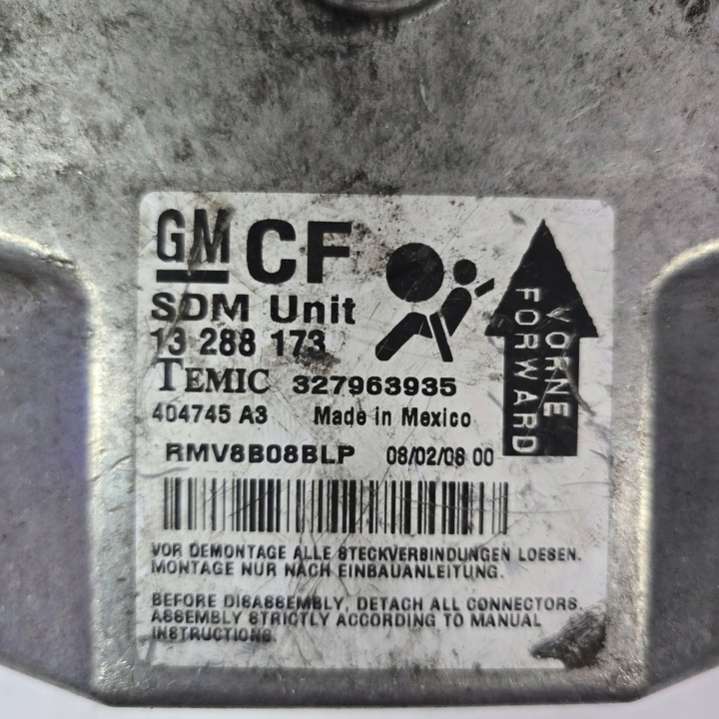 GM CF
SDM Unit
13 288 173
TEMIC 327963935
404745 A3 Made in Mexico
RMV8B08BLP 08/02/08 00
VORNE
FORWARD
VOR DEMONTAGE ALLE STECKVERBINDUNGEN LOESEN.
MONTAGE NUR NACH EINBAUANLEITUNG.
BEFORE DISASSEMBLY, DETACH ALL CONNECTORS.
ASSEMBLY STRICTLY ACCORDING TO MANUAL
INSTRUCTIONS.